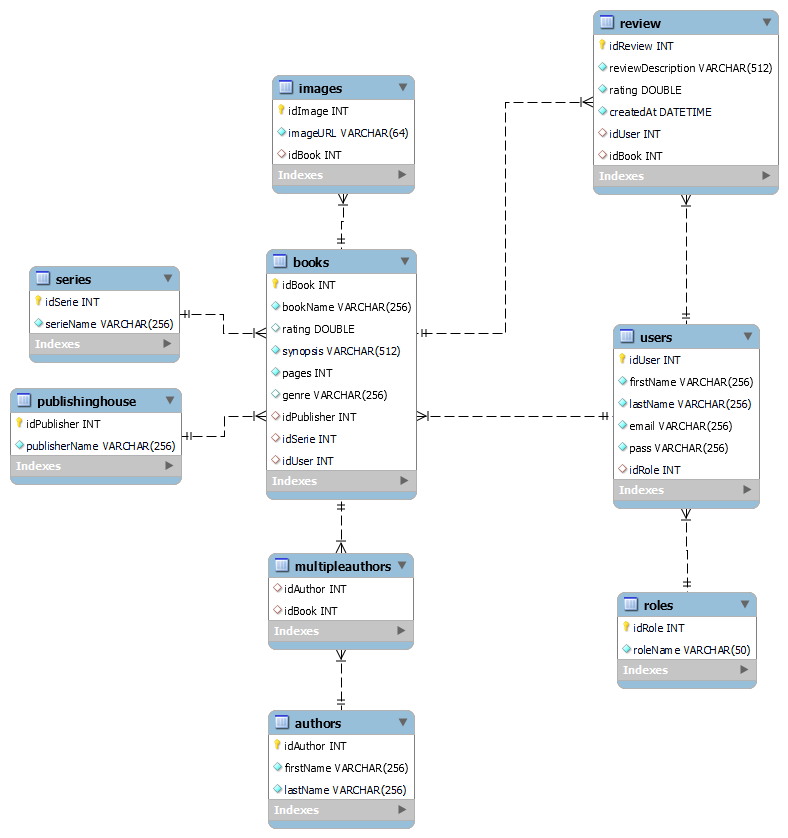 review
idReview INT
reviewDescription VARCHAR(512)
rating DOUBLE
createdAt DATETIME
idUser INT
idBook INT
Indexes
images
idImage INT
imageURL VARCHAR(64)
idBook INT
Indexes
books
idBook INT
bookName VARCHAR(256)
rating DOUBLE
synopsis VARCHAR(512)
pages INT
genre VARCHAR(256)
idPublisher INT
idSerie INT
idUser INT
Indexes
series
idSerie INT
serieName VARCHAR(256)
Indexes
publishinghouse
idPublisher INT
publisherName VARCHAR(256)
Indexes
users
idUser INT
firstName VARCHAR(256)
lastName VARCHAR(256)
email VARCHAR(256)
pass VARCHAR(256)
idRole INT
Indexes
multipleauthors
idAuthor INT
idBook INT
Indexes
roles
idRole INT
roleName VARCHAR(50)
Indexes
authors
idAuthor INT
firstName VARCHAR(256)
lastName VARCHAR(256)
Indexes